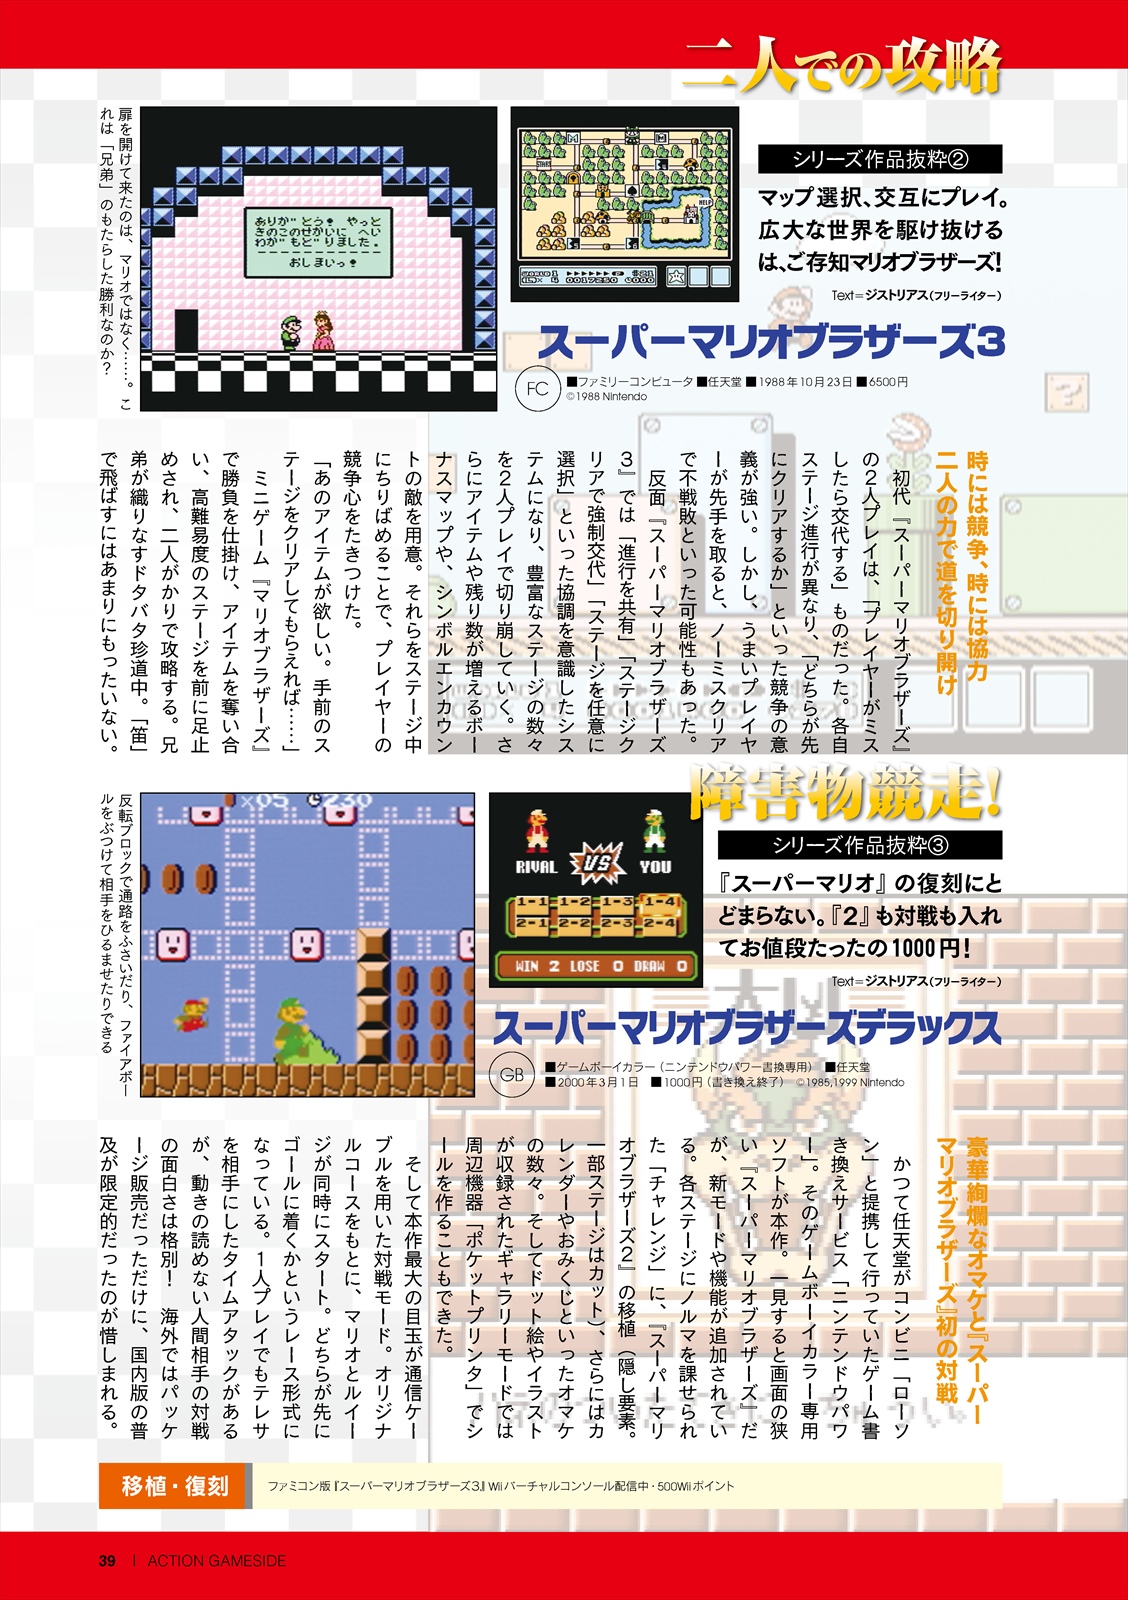 二人での攻略
シリーズ作品抜粋②
マップ選択、交互にプレイ。
広大な世界を駆け抜ける
は、ご存知マリオブラザーズ!
Text=ジストリアス(フリーライター)
START
HELP
WORLD 1
ありか゛とう! やっと
きのこのせかいに へい
わか゛もと゛りました。
おしまいっ!
扉を開けて来たのは、マリオではなく……。こ
れは「兄弟」のもたらした勝利なのか?
スーパーマリオブラザーズ3
FC
■ファミリーコンピュータ ■任天堂 ■1988年10月23日 ■6500円
©1988 Nintendo
時には競争、時には協力
二人の力で道を切り開け
初代『スーパーマリオブラザーズ』
の2人プレイは、「プレイヤーがミス
したら交代する」ものだった。各自
ステージ進行が異なり、「どちらが先
にクリアするか」といった競争の意
義が強い。しかし、うまいプレイヤ
ーが先手を取ると、ノーミスクリア
で不戦敗といった可能性もあった。
反面『スーパーマリオブラザーズ
3』では「進行を共有」「ステージク
リアで強制交代」「ステージを任意に
選択」といった協調を意識したシス
テムになり、豊富なステージの数々
を2人プレイで切り崩していく。さ
らにアイテムや残り数が増えるボー
ナスマップや、シンボルエンカウン
トの敵を用意。それらをステージ中
にちりばめることで、プレイヤーの
競争心をたきつけた。
「あのアイテムが欲しい。手前のス
テージをクリアしてもらえれば……」
ミニゲーム『マリオブラザーズ』
で勝負を仕掛け、アイテムを奪い合
い、高難易度のステージを前に足止
めされ、二人がかりで攻略する。兄
弟が織りなすドタバタ珍道中。「笛」
で飛ばすにはあまりにもったいない。
障害物競走!
シリーズ作品抜粋③
『スーパーマリオ』の復刻にと
どまらない。『2』も対戦も入れ
てお値段たったの1000円!
Text=ジストリアス(フリーライター)
RIVAL VS YOU
1-1 1-2 1-3 1-4
2-1 2-2 2-3 2-4
WIN 2 LOSE 0 DRAW 0
×05 230
反転ブロックで通路をふさいだり、ファイアボー
ルをぶつけて相手をひるませたりできる
スーパーマリオブラザーズデラックス
GB
■ゲームボーイカラー(ニンテンドウパワー書換専用) ■任天堂
■2000年3月1日 ■1000円(書き換え終了) ©1985,1999 Nintendo
豪華絢爛なオマケと『スーパー
マリオブラザーズ』初の対戦
かつて任天堂がコンビニ「ローソ
ン」と提携して行っていたゲーム書
き換えサービス「ニンテンドウパワ
ー」。そのゲームボーイカラー専用
ソフトが本作。一見すると画面の狭
い『スーパーマリオブラザーズ』だ
が、新モードや機能が追加されてい
る。各ステージにノルマを課せられ
た「チャレンジ」に、『スーパーマリ
オブラザーズ2』の移植(隠し要素。
一部ステージはカット)、さらにはカ
レンダーやおみくじといったオマケ
の数々。そしてドット絵やイラスト
が収録されたギャラリーモードでは
周辺機器「ポケットプリンタ」でシ
ールを作ることもできた。
そして本作最大の目玉が通信ケー
ブルを用いた対戦モード。オリジナ
ルコースをもとに、マリオとルイー
ジが同時にスタート。どちらが先に
ゴールに着くかというレース形式に
なっている。1人プレイでもテレサ
を相手にしたタイムアタックがある
が、動きの読めない人間相手の対戦
の面白さは格別! 海外ではパッケ
ージ販売だっただけに、国内版の普
及が限定的だったのが惜しまれる。
移植・復刻
ファミコン版『スーパーマリオブラザーズ3』Wiiバーチャルコンソール配信中・500Wiiポイント
39 | ACTION GAMESIDE